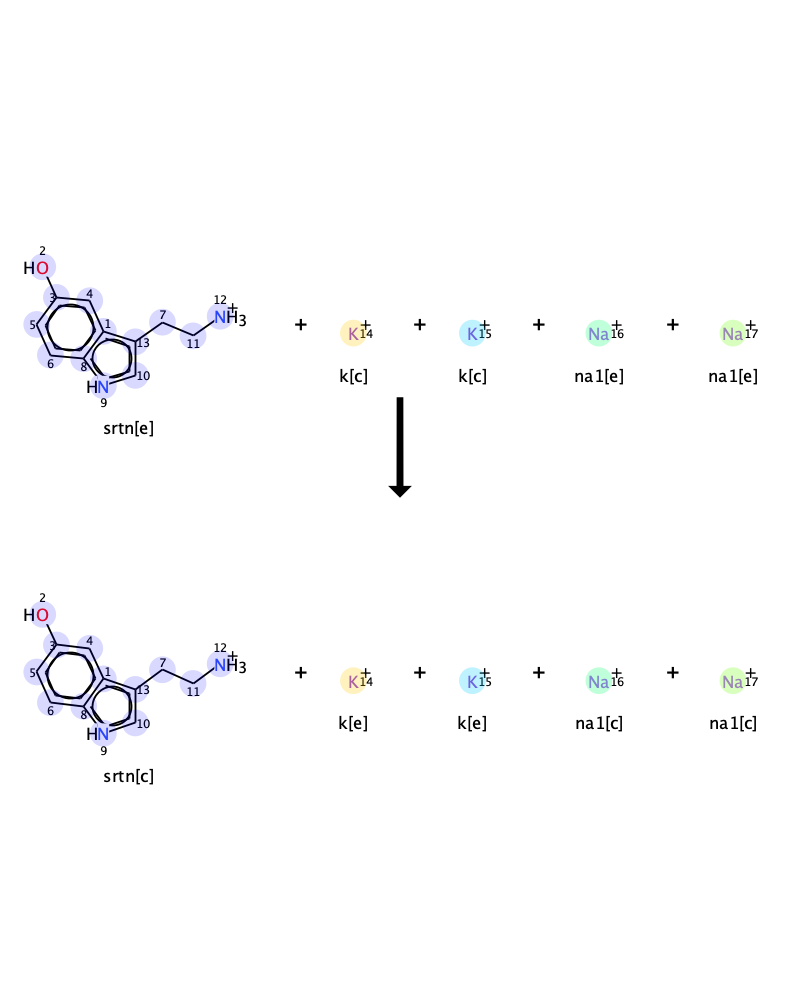 2
HO
3 4
5 1 7 12
NH3+
6 8 13 11
HN 10
9
srtn[e]
+ K+14 + K+15 + Na+16 + Na+17
k[c] k[c] na1[e] na1[e]
2
HO
3 4
5 1 7 12
NH3+
6 8 13 11
HN 10
9
srtn[c]
+ K+14 + K+15 + Na+16 + Na+17
k[e] k[e] na1[c] na1[c]